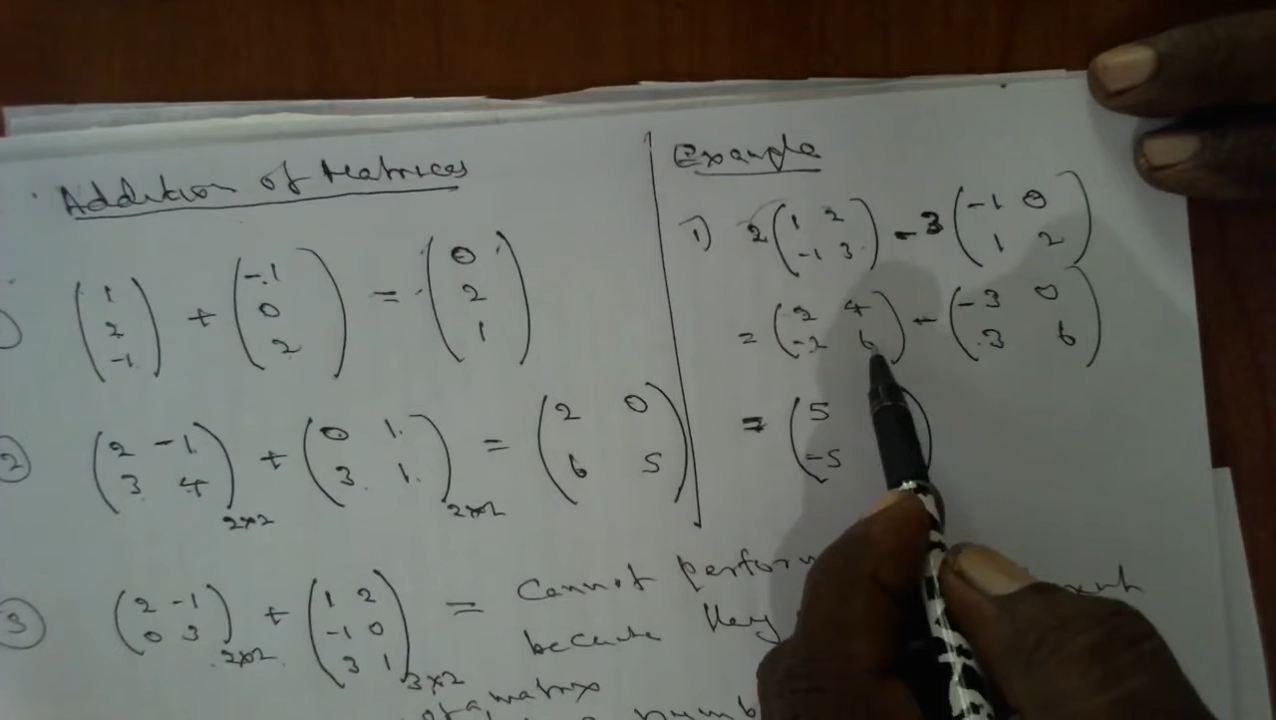 Addition of Matrices
1) (1 2 -1) + (-1 0 2) = (0 2 1)
② (2 -1 / 3 4)2×2 + (0 1 / 3 1)2×2 = (2 0 / 6 5)
③ (2 -1 / 0 3)2×2 + (1 2 / -1 0 / 3 1)3×2 = Cannot perform
because they
of a matrix
Example
1) 2(1 2 / -1 3) - 3(-1 0 / 1 2)
= (2 4 / -2 6) - (-3 0 / 3 6)
= (5 / -5 )